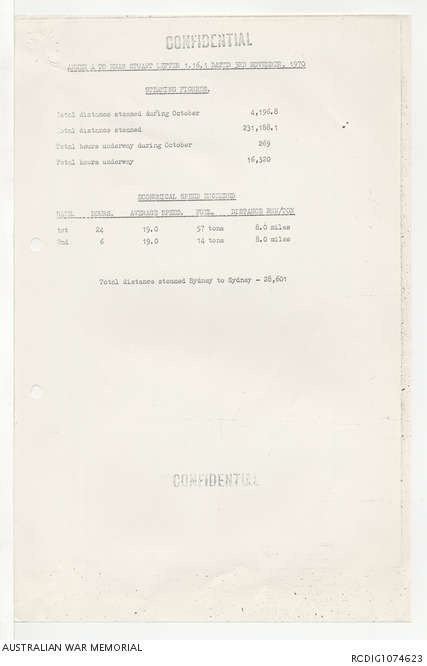 CONFIDENTIAL
ANNEX A TO HMAS STUART LETTER 1.16.1 DATED 3RD NOVEMBER, 1970
STEAMING FIGURES.
Total distance steamed during October 4,196.8
Total distance steamed 231,188.1
Total hours underway during October 269
Total hours underway 16,320
ECONOMICAL SPEED
DATE. HOURS. AVERAGE SPEED. FUEL. DISTANCE RUN/TON
1st 24 19.0 57 tons 8.0 miles
2nd 6 19.0 14 tons 8.0 miles
Total distance steamed Sydney to Sydney - 28,601
CONFIDENTIAL
AUSTRALIAN WAR MEMORIAL RCDIG1074623